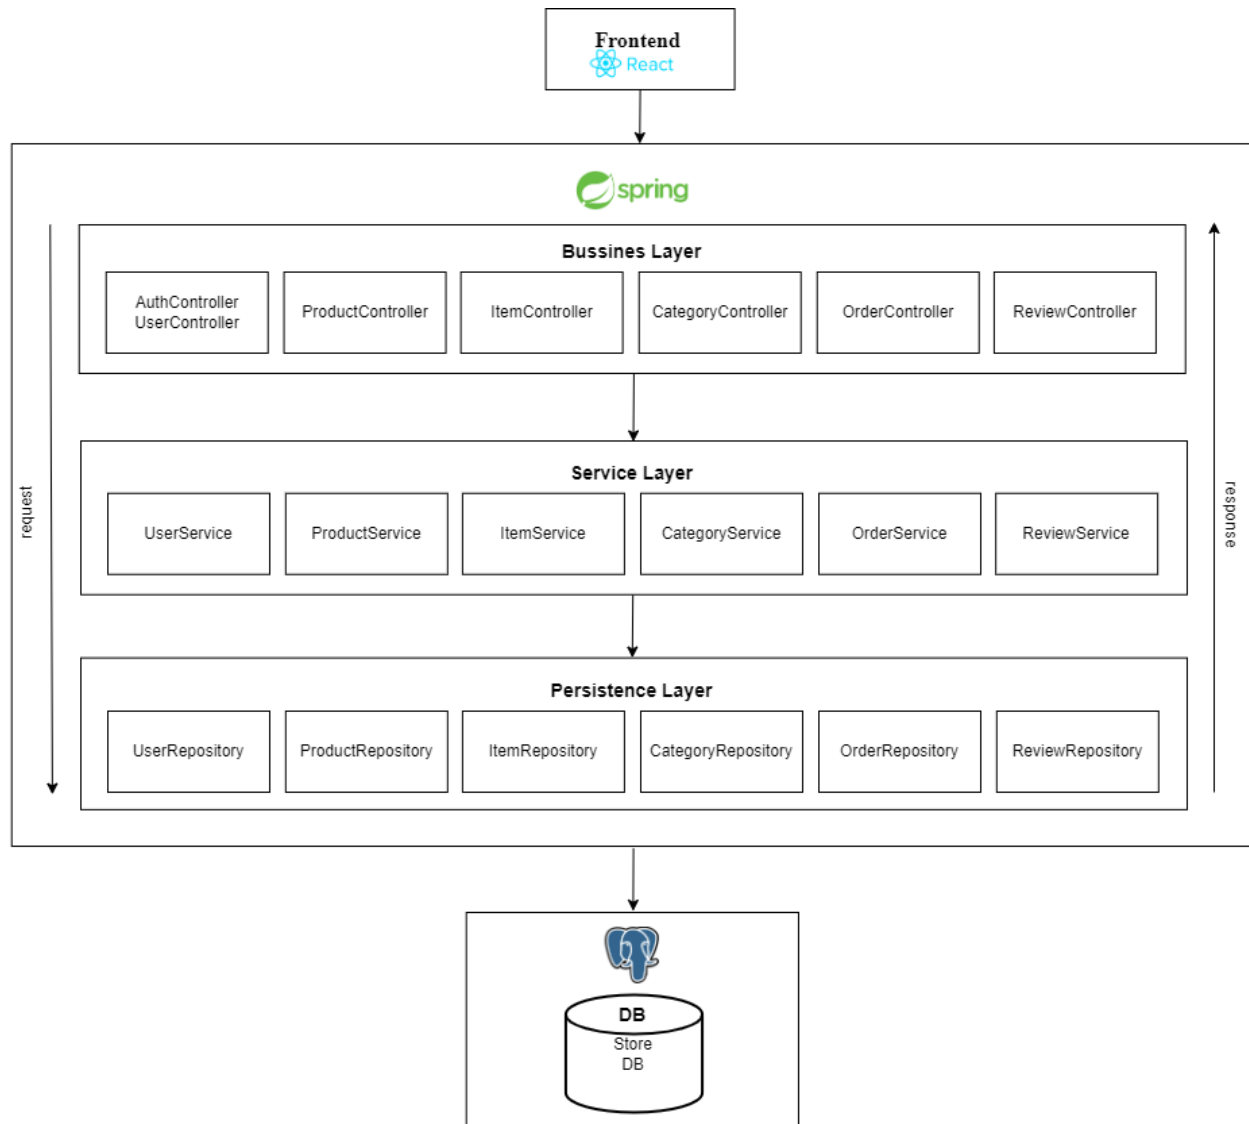 Frontend
React
spring
Bussines Layer
AuthController
UserController
ProductController
ItemController
CategoryController
OrderController
ReviewController
request
response
Service Layer
UserService
ProductService
ItemService
CategoryService
OrderService
ReviewService
Persistence Layer
UserRepository
ProductRepository
ItemRepository
CategoryRepository
OrderRepository
ReviewRepository
DB
Store
DB